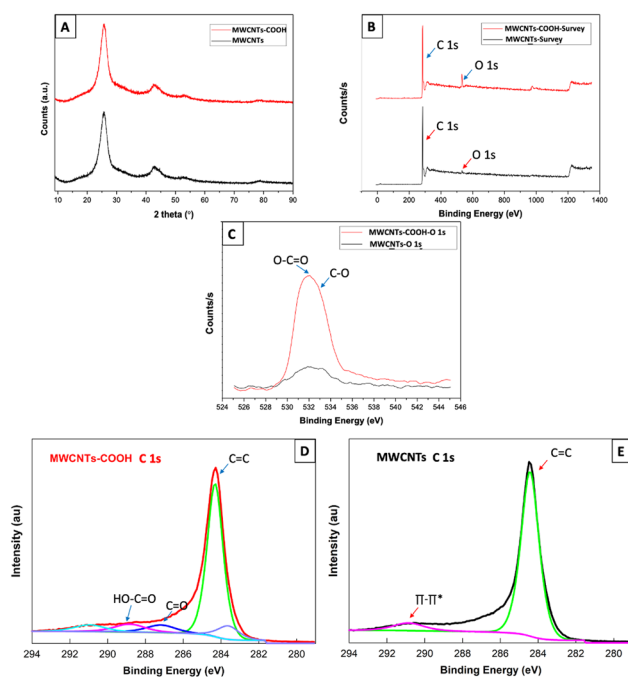 A
MWCNTs-COOH
MWCNTs
Counts (a.u.)
10 20 30 40 50 60 70 80 90
2 theta (°)
B
MWCNTs-COOH-Survey
MWCNTs-Survey
C 1s
O 1s
C 1s
O 1s
Counts/s
0 200 400 600 800 1000 1200 1400
Binding Energy (eV)
C
MWCNTs-COOH-O 1s
MWCNTs-O 1s
O-C=O
C-O
Counts/s
524 526 528 530 532 534 536 538 540 542 544 546
Binding Energy (eV)
D
MWCNTs-COOH C 1s
C=C
HO-C=O
C=O
Intensity (au)
294 292 290 288 286 284 282 280
Binding Energy (eV)
E
MWCNTs C 1s
C=C
∏-∏*
Intensity (au)
294 292 290 288 286 284 282 280
Binding Energy (eV)